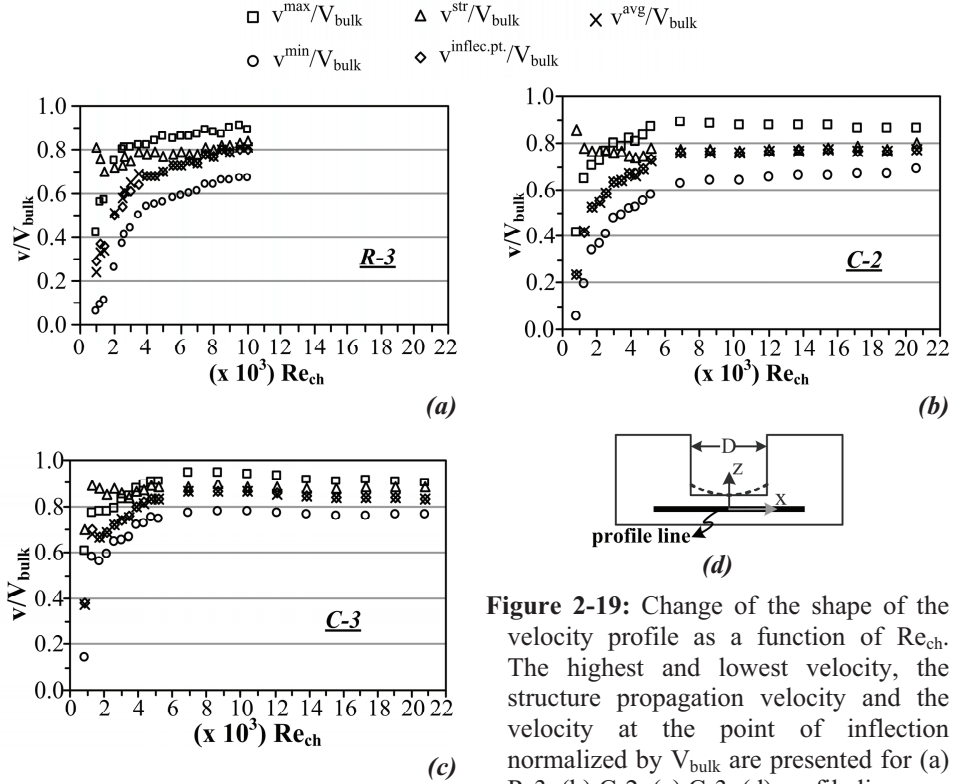 v^max/V_bulk v^str/V_bulk v^avg/V_bulk
v^min/V_bulk v^inflec.pt./V_bulk
1.0
0.8
0.6
0.4
0.2
0.0
v/V_bulk
R-3
0 2 4 6 8 10 12 14 16 18 20 22
(x 10^3) Re_ch
(a)
1.0
0.8
0.6
0.4
0.2
0.0
v/V_bulk
C-2
0 2 4 6 8 10 12 14 16 18 20 22
(x 10^3) Re_ch
(b)
1.0
0.8
0.6
0.4
0.2
0.0
v/V_bulk
C-3
0 2 4 6 8 10 12 14 16 18 20 22
(x 10^3) Re_ch
(c)
D
z
x
profile line
(d)
Figure 2-19: Change of the shape of the
velocity profile as a function of Re_ch.
The highest and lowest velocity, the
structure propagation velocity and the
velocity at the point of inflection
normalized by V_bulk are presented for (a)
R-3, (b) C-2, (c) C-3, (d) profile line